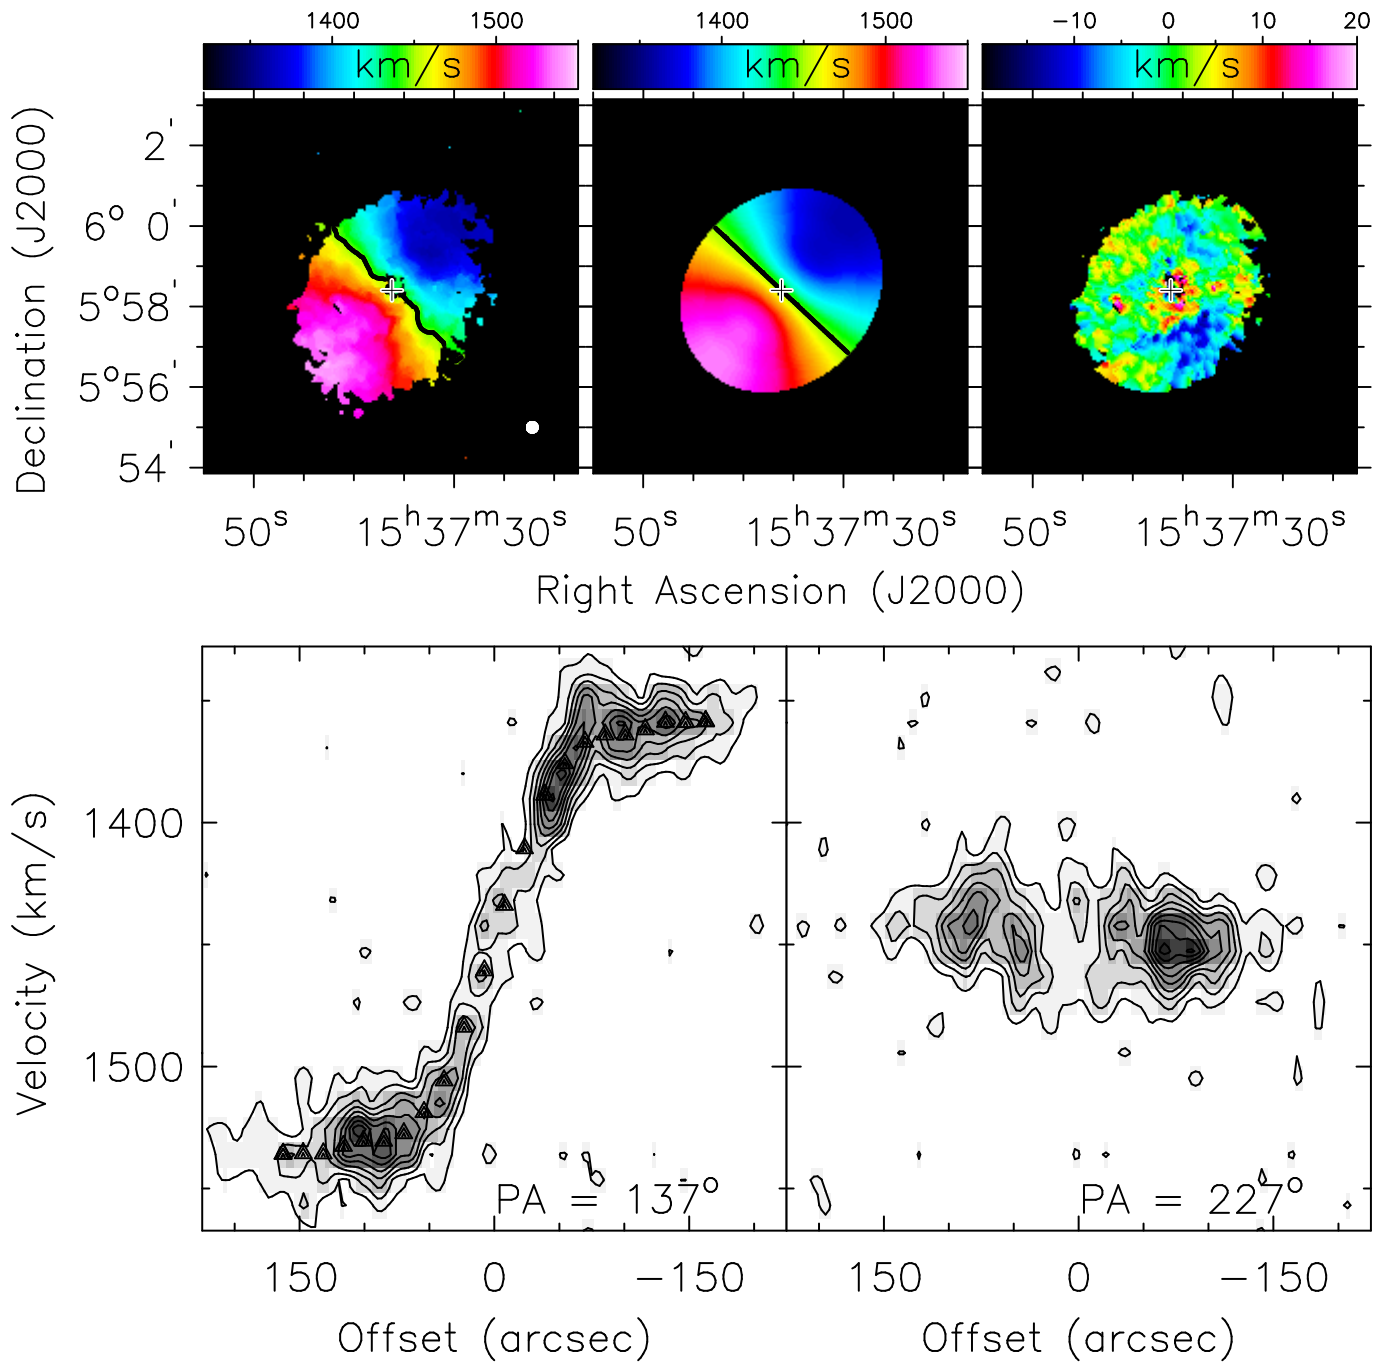 1400 1500 1400 1500 −10 0 10 20
km/s km/s km/s
2'
6° 0'
5°58'
5°56'
54'
Declination (J2000)
50ˢ 15ʰ37ᵐ30ˢ 50ˢ 15ʰ37ᵐ30ˢ 50ˢ 15ʰ37ᵐ30ˢ
Right Ascension (J2000)
1400
1500
Velocity (km/s)
PA = 137° PA = 227°
150 0 −150 150 0 −150
Offset (arcsec) Offset (arcsec)